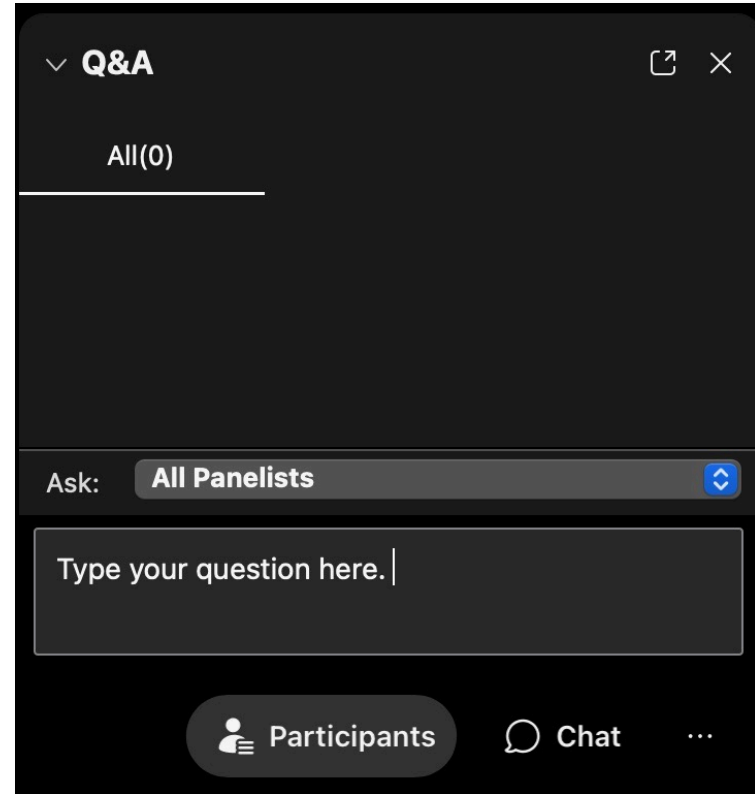 Q&A
All(0)
Ask: All Panelists
Type your question here.
Participants Chat ...